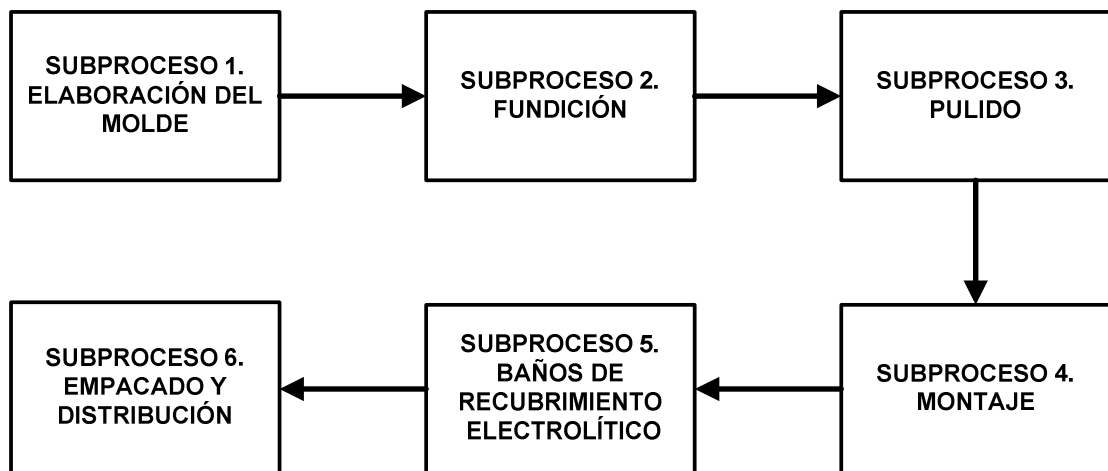 SUBPROCESO 1.
ELABORACIÓN DEL
MOLDE
SUBPROCESO 2.
FUNDICIÓN
SUBPROCESO 3.
PULIDO
SUBPROCESO 4.
MONTAJE
SUBPROCESO 5.
BAÑOS DE
RECUBRIMIENTO
ELECTROLÍTICO
SUBPROCESO 6.
EMPACADO Y
DISTRIBUCIÓN